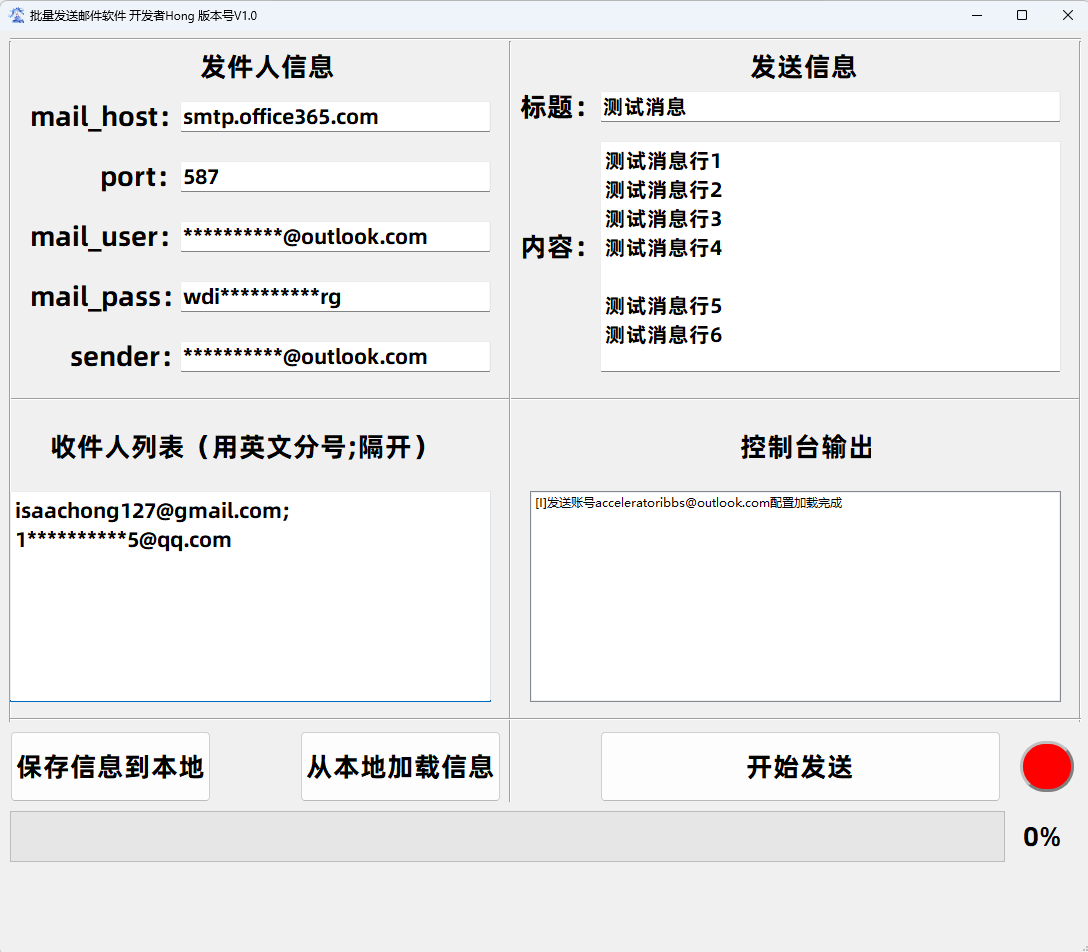 批量发送邮件软件 开发者Hong 版本号V1.0
发件人信息
mail_host：
smtp.office365.com
port：
587
mail_user：
**********@outlook.com
mail_pass：
wdi**********rg
sender：
**********@outlook.com
发送信息
标题：
测试消息
内容：
测试消息行1
测试消息行2
测试消息行3
测试消息行4
测试消息行5
测试消息行6
收件人列表（用英文分号;隔开）
isaachong127@gmail.com;
1**********5@qq.com
控制台输出
[I]发送账号acceleratoribbs@outlook.com配置加载完成
保存信息到本地
从本地加载信息
开始发送
0%